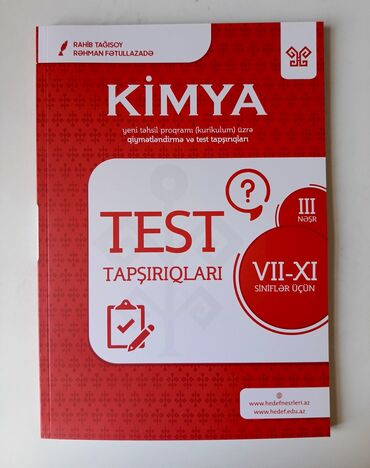 RAHİB TAĞISOY
RƏHMAN FƏTULLAZADƏ
KİMYA
yeni təhsil proqramı (kurikulum) üzrə
qiymətləndirmə və test tapşırıqları
?
III
NƏŞR
TEST
TAPŞIRIQLARI
VII-XI
SİNİFLƏR ÜÇÜN
www.hedefnesrleri.az
www.hedef.edu.az